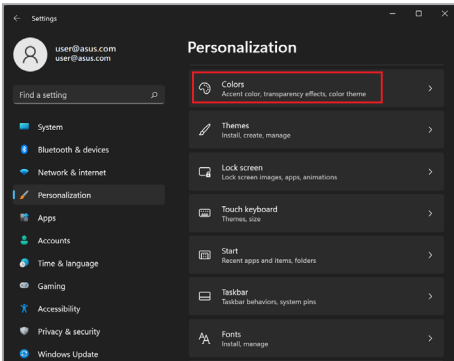 Settings
user@asus.com
user@asus.com
Find a setting
System
Bluetooth & devices
Network & internet
Personalization
Apps
Accounts
Time & language
Gaming
Accessibility
Privacy & security
Windows Update
Personalization
Colors
Accent color, transparency effects, color theme
Themes
Install, create, manage
Lock screen
Lock screen images, apps, animations
Touch keyboard
Themes, size
Start
Recent apps and items, folders
Taskbar
Taskbar behaviors, system pins
Fonts
Install, manage